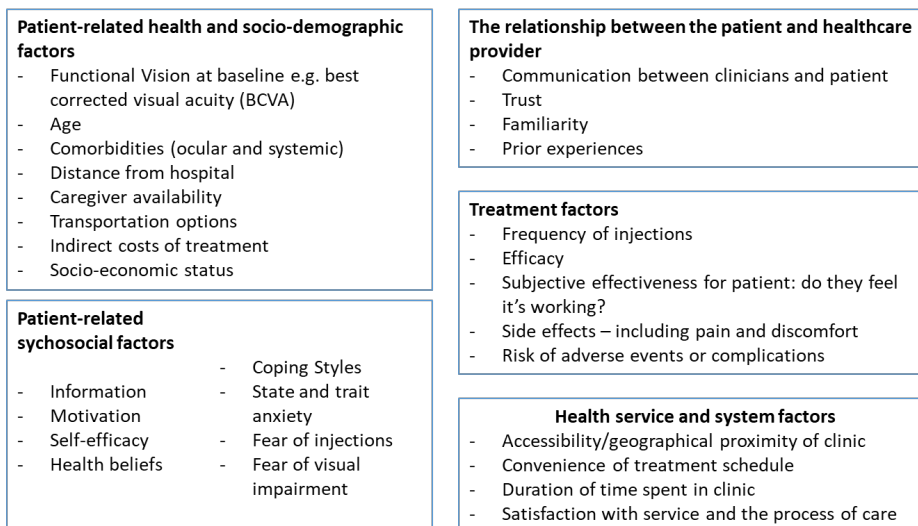 Patient-related health and socio-demographic
factors
- Functional Vision at baseline e.g. best
corrected visual acuity (BCVA)
- Age
- Comorbidities (ocular and systemic)
- Distance from hospital
- Caregiver availability
- Transportation options
- Indirect costs of treatment
- Socio-economic status
Patient-related
sychosocial factors
- Information
- Motivation
- Self-efficacy
- Health beliefs
- Coping Styles
- State and trait
anxiety
- Fear of injections
- Fear of visual
impairment
The relationship between the patient and healthcare
provider
- Communication between clinicians and patient
- Trust
- Familiarity
- Prior experiences
Treatment factors
- Frequency of injections
- Efficacy
- Subjective effectiveness for patient: do they feel
it's working?
- Side effects – including pain and discomfort
- Risk of adverse events or complications
Health service and system factors
- Accessibility/geographical proximity of clinic
- Convenience of treatment schedule
- Duration of time spent in clinic
- Satisfaction with service and the process of care